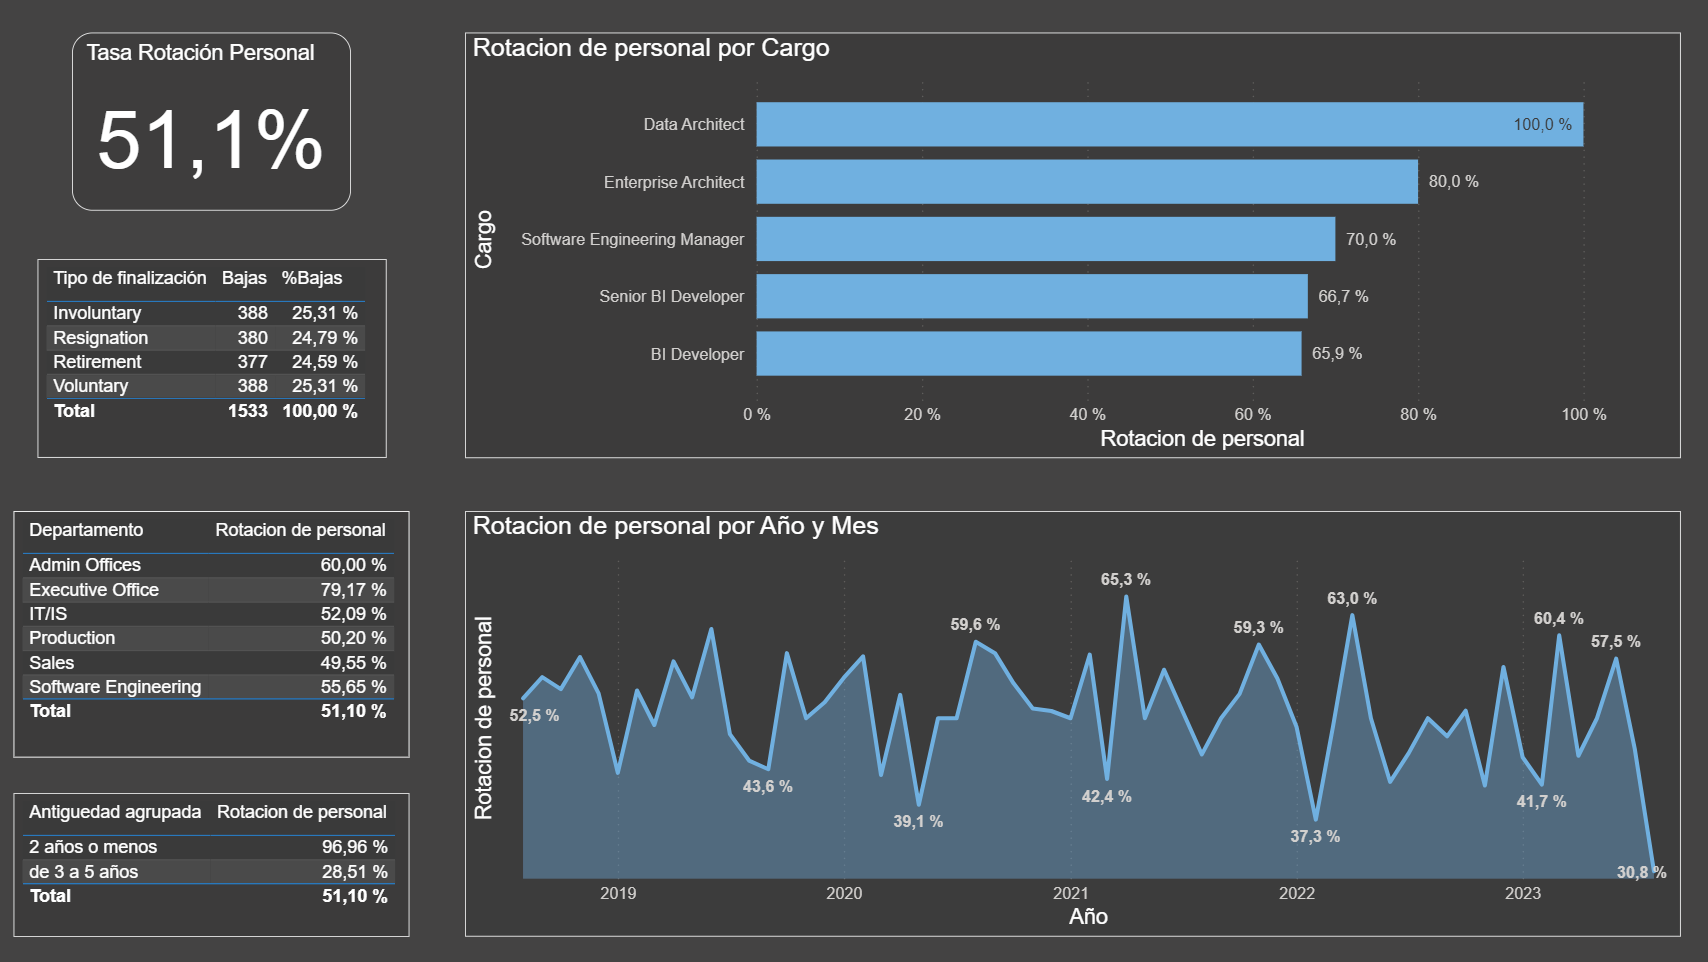 Tasa Rotación Personal
51,1%
Tipo de finalización Bajas %Bajas
Involuntary 388 25,31 %
Resignation 380 24,79 %
Retirement 377 24,59 %
Voluntary 388 25,31 %
Total 1533 100,00 %
Departamento Rotacion de personal
Admin Offices 60,00 %
Executive Office 79,17 %
IT/IS 52,09 %
Production 50,20 %
Sales 49,55 %
Software Engineering 55,65 %
Total 51,10 %
Antiguedad agrupada Rotacion de personal
2 años o menos 96,96 %
de 3 a 5 años 28,51 %
Total 51,10 %
Rotacion de personal por Cargo
Cargo
Data Architect 100,0 %
Enterprise Architect 80,0 %
Software Engineering Manager 70,0 %
Senior BI Developer 66,7 %
BI Developer 65,9 %
0 % 20 % 40 % 60 % 80 % 100 %
Rotacion de personal
Rotacion de personal por Año y Mes
Rotacion de personal
52,5 %
43,6 %
39,1 %
59,6 %
42,4 %
65,3 %
59,3 %
37,3 %
63,0 %
41,7 %
60,4 %
57,5 %
30,8 %
2019 2020 2021 2022 2023
Año